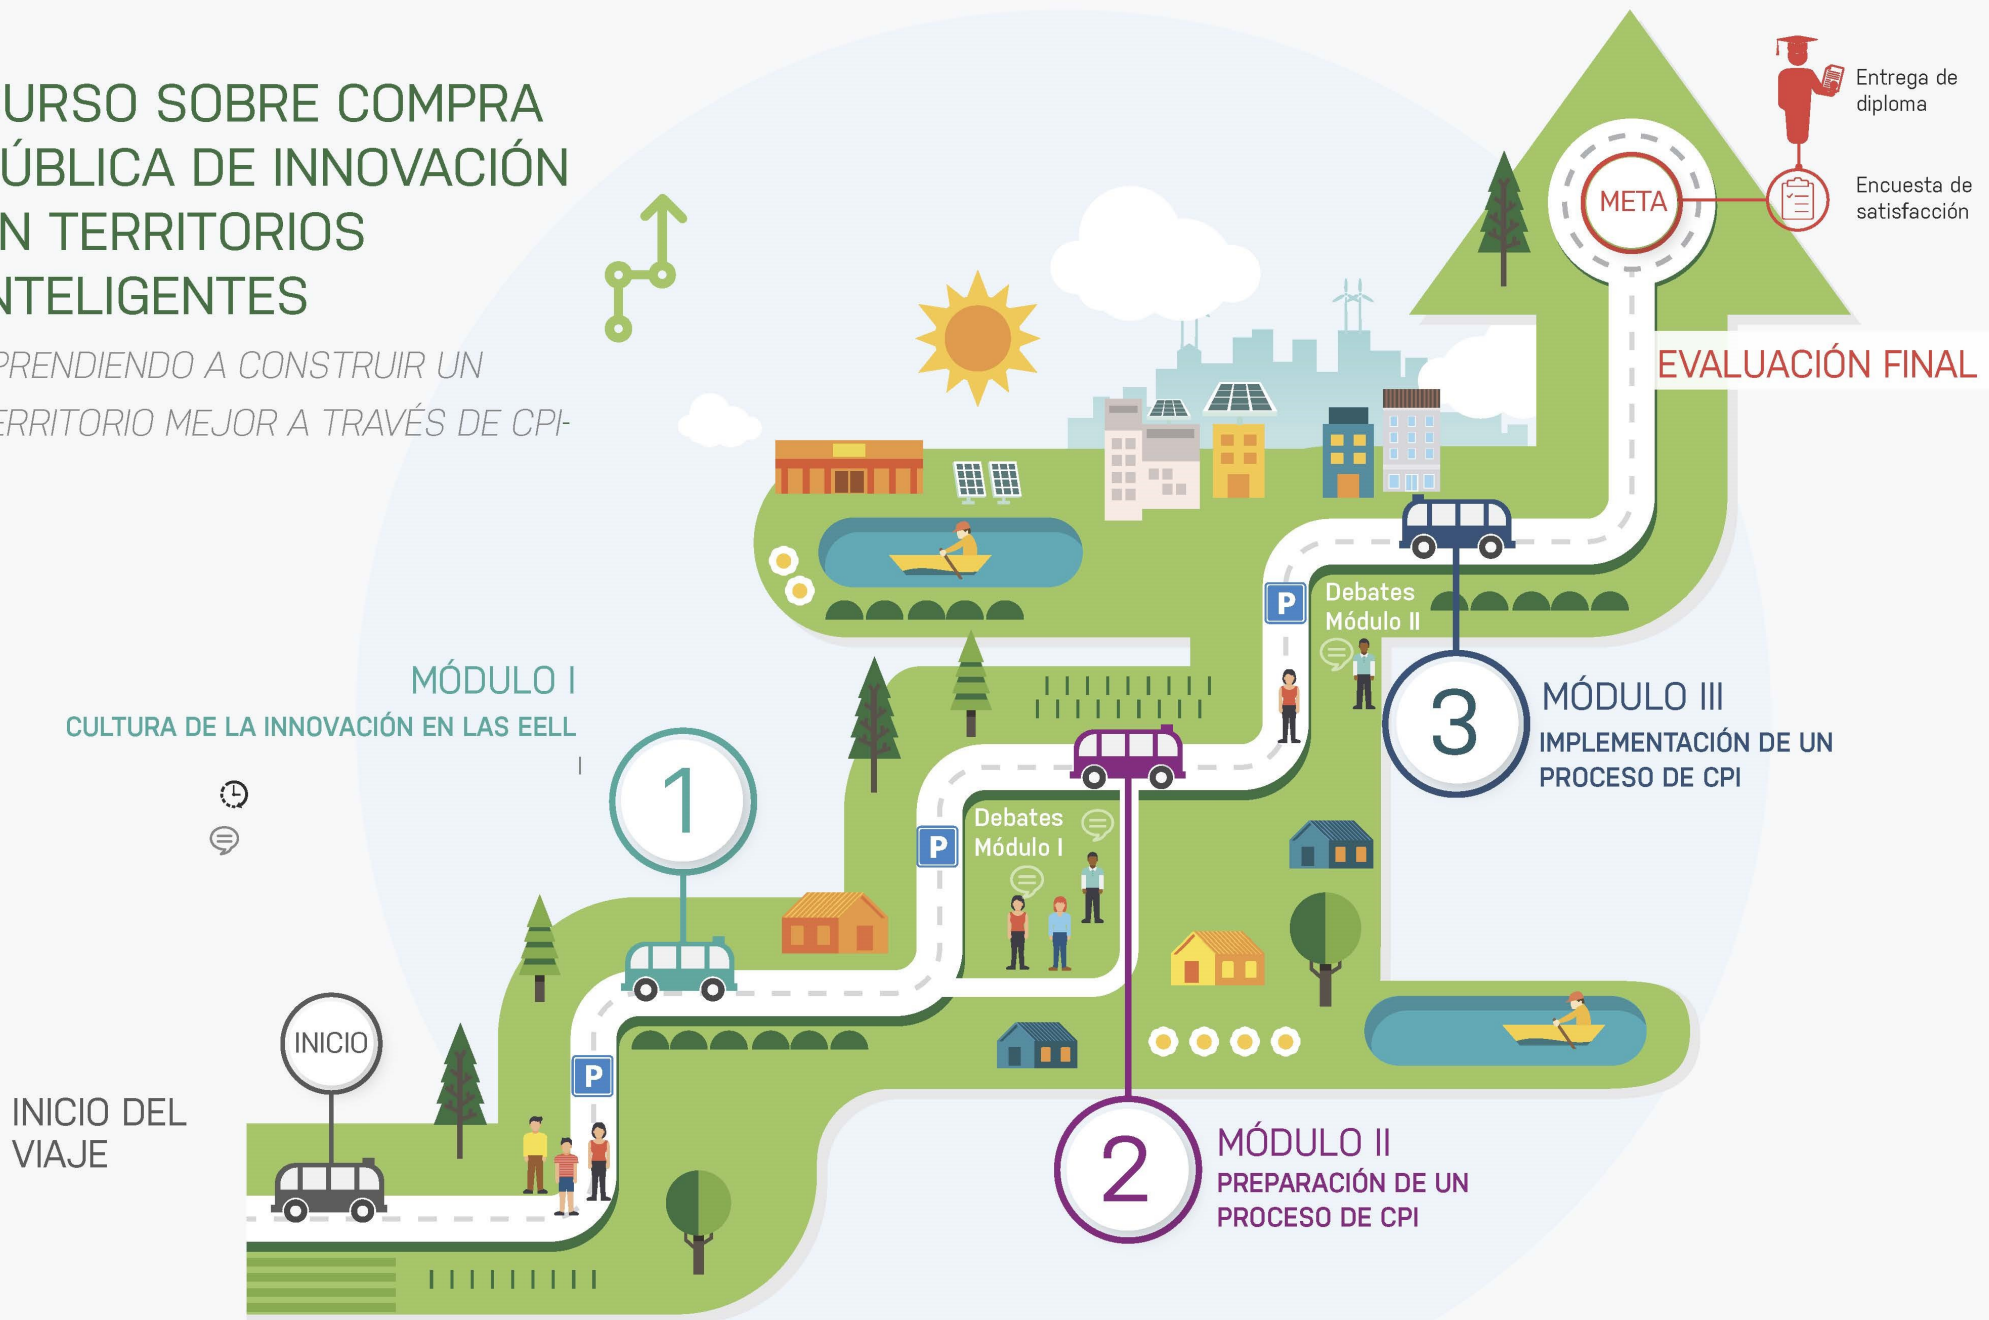 URSO SOBRE COMPRA
ÚBLICA DE INNOVACIÓN
N TERRITORIOS
NTELIGENTES
PRENDIENDO A CONSTRUIR UN
ERRITORIO MEJOR A TRAVÉS DE CPI-
Entrega de
diploma
META
Encuesta de
satisfacción
EVALUACIÓN FINAL
P
Debates
Módulo II
MÓDULO I
CULTURA DE LA INNOVACIÓN EN LAS EELL
1
3
MÓDULO III
IMPLEMENTACIÓN DE UN
PROCESO DE CPI
P
Debates
Módulo I
INICIO
P
INICIO DEL
VIAJE
2
MÓDULO II
PREPARACIÓN DE UN
PROCESO DE CPI